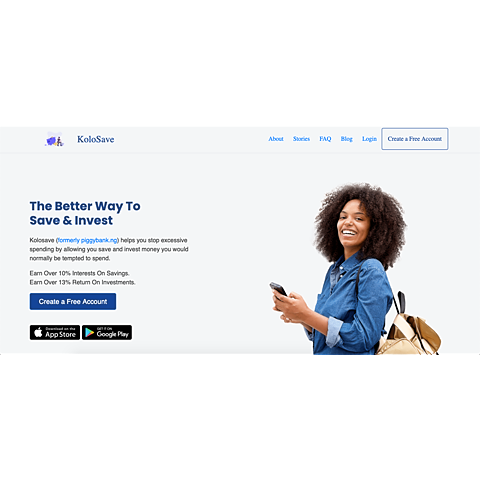 KoloSave
About Stories FAQ Blog Login Create a Free Account
The Better Way To
Save & Invest
Kolosave (formerly piggybank.ng) helps you stop excessive
spending by allowing you save and invest money you would
normally be tempted to spend.
Earn Over 10% Interests On Savings.
Earn Over 13% Return On Investments.
Create a Free Account
Download on the
App Store
GET IT ON
Google Play